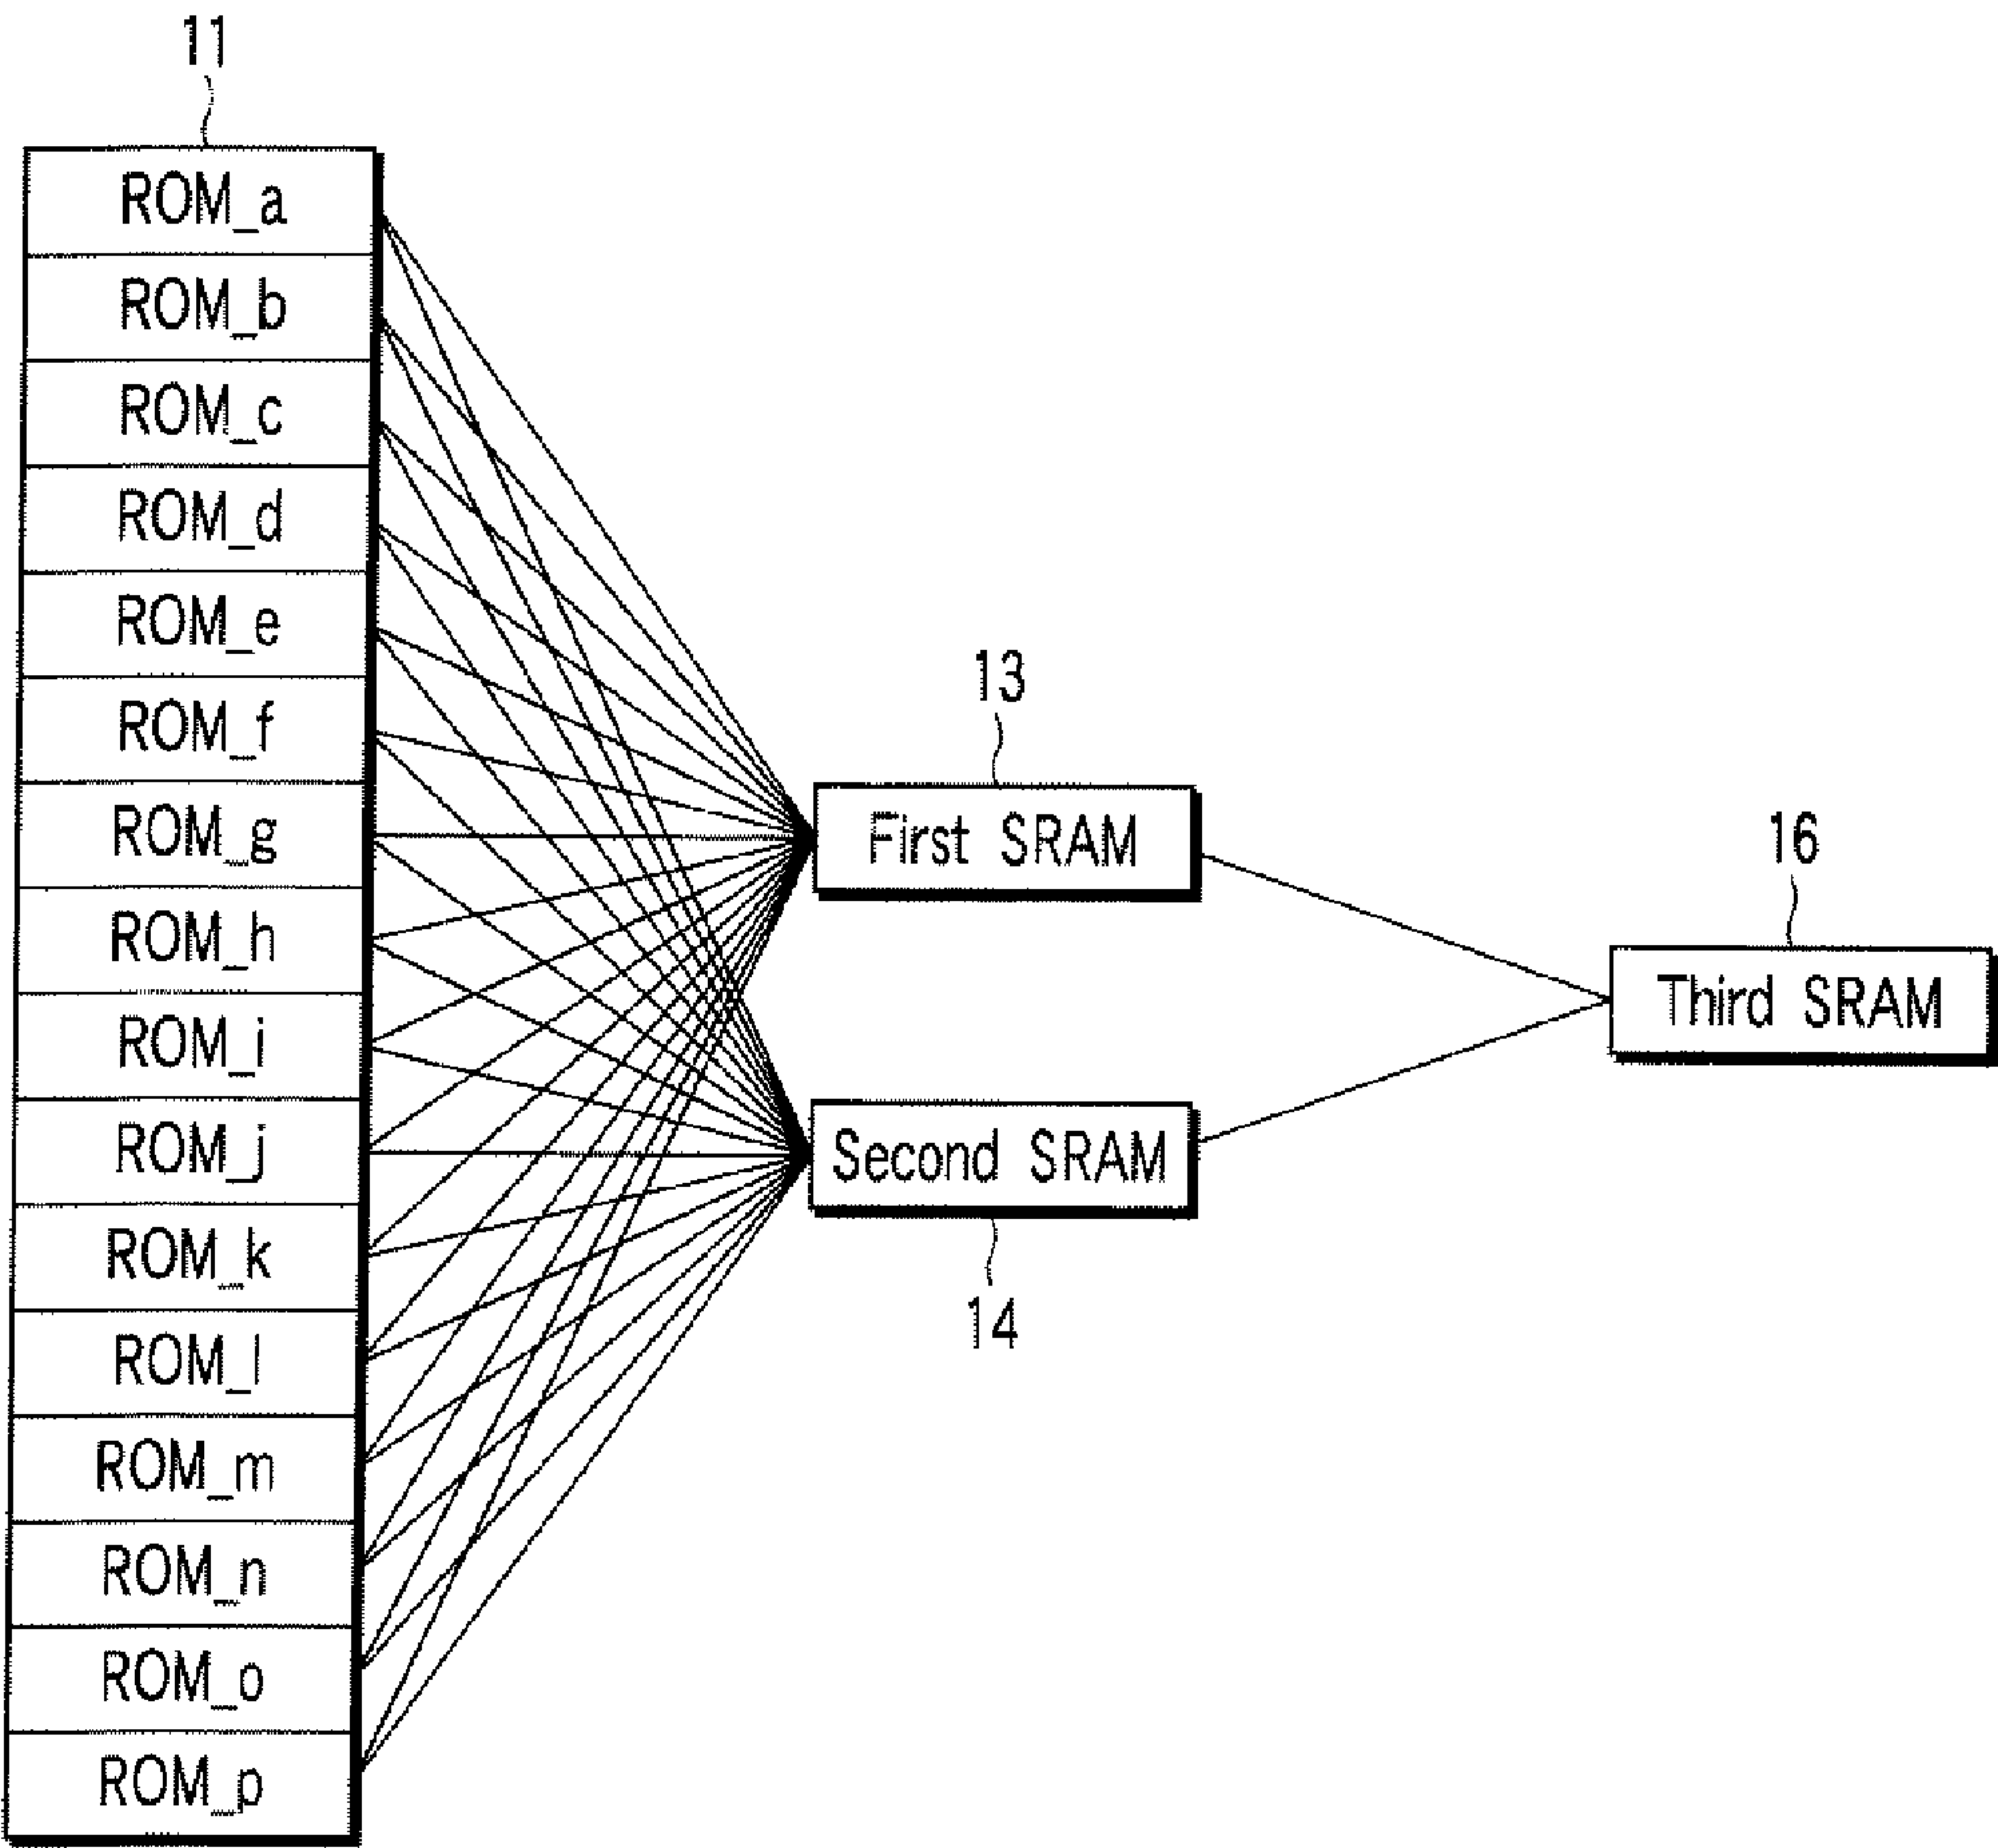 11
ROM_a
ROM_b
ROM_c
ROM_d
ROM_e
ROM_f
ROM_g
ROM_h
ROM_i
ROM_j
ROM_k
ROM_l
ROM_m
ROM_n
ROM_o
ROM_p
13
First SRAM
Second SRAM
14
16
Third SRAM